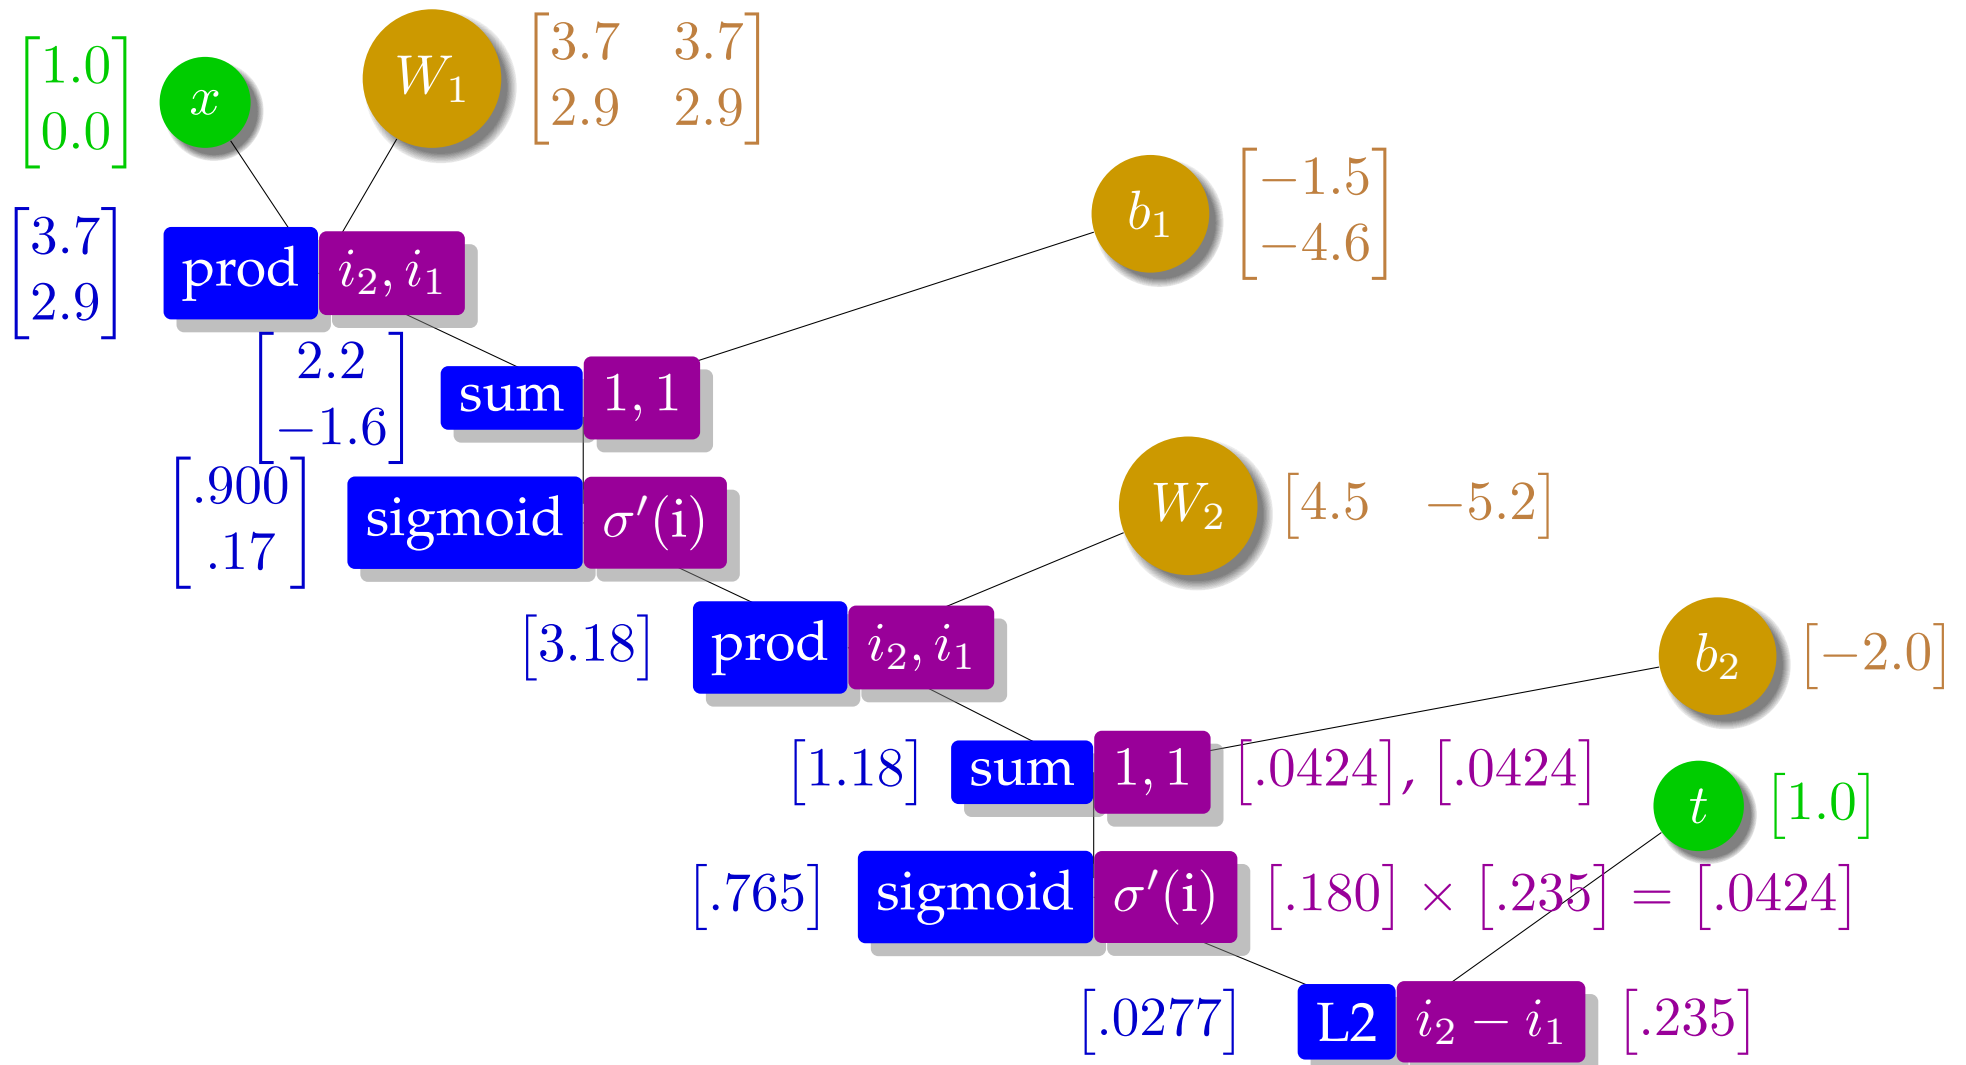 [1.0
0.0] x W₁ [3.7 3.7
2.9 2.9]
b₁ [−1.5
−4.6]
[3.7
2.9] prod i₂, i₁
[2.2
−1.6] sum 1, 1
[.900
.17] sigmoid σ′(i)
W₂ [4.5 −5.2]
[3.18] prod i₂, i₁
b₂ [−2.0]
[1.18] sum 1, 1 [.0424], [.0424]
t [1.0]
[.765] sigmoid σ′(i) [.180] × [.235] = [.0424]
[.0277] L2 i₂ − i₁ [.235]